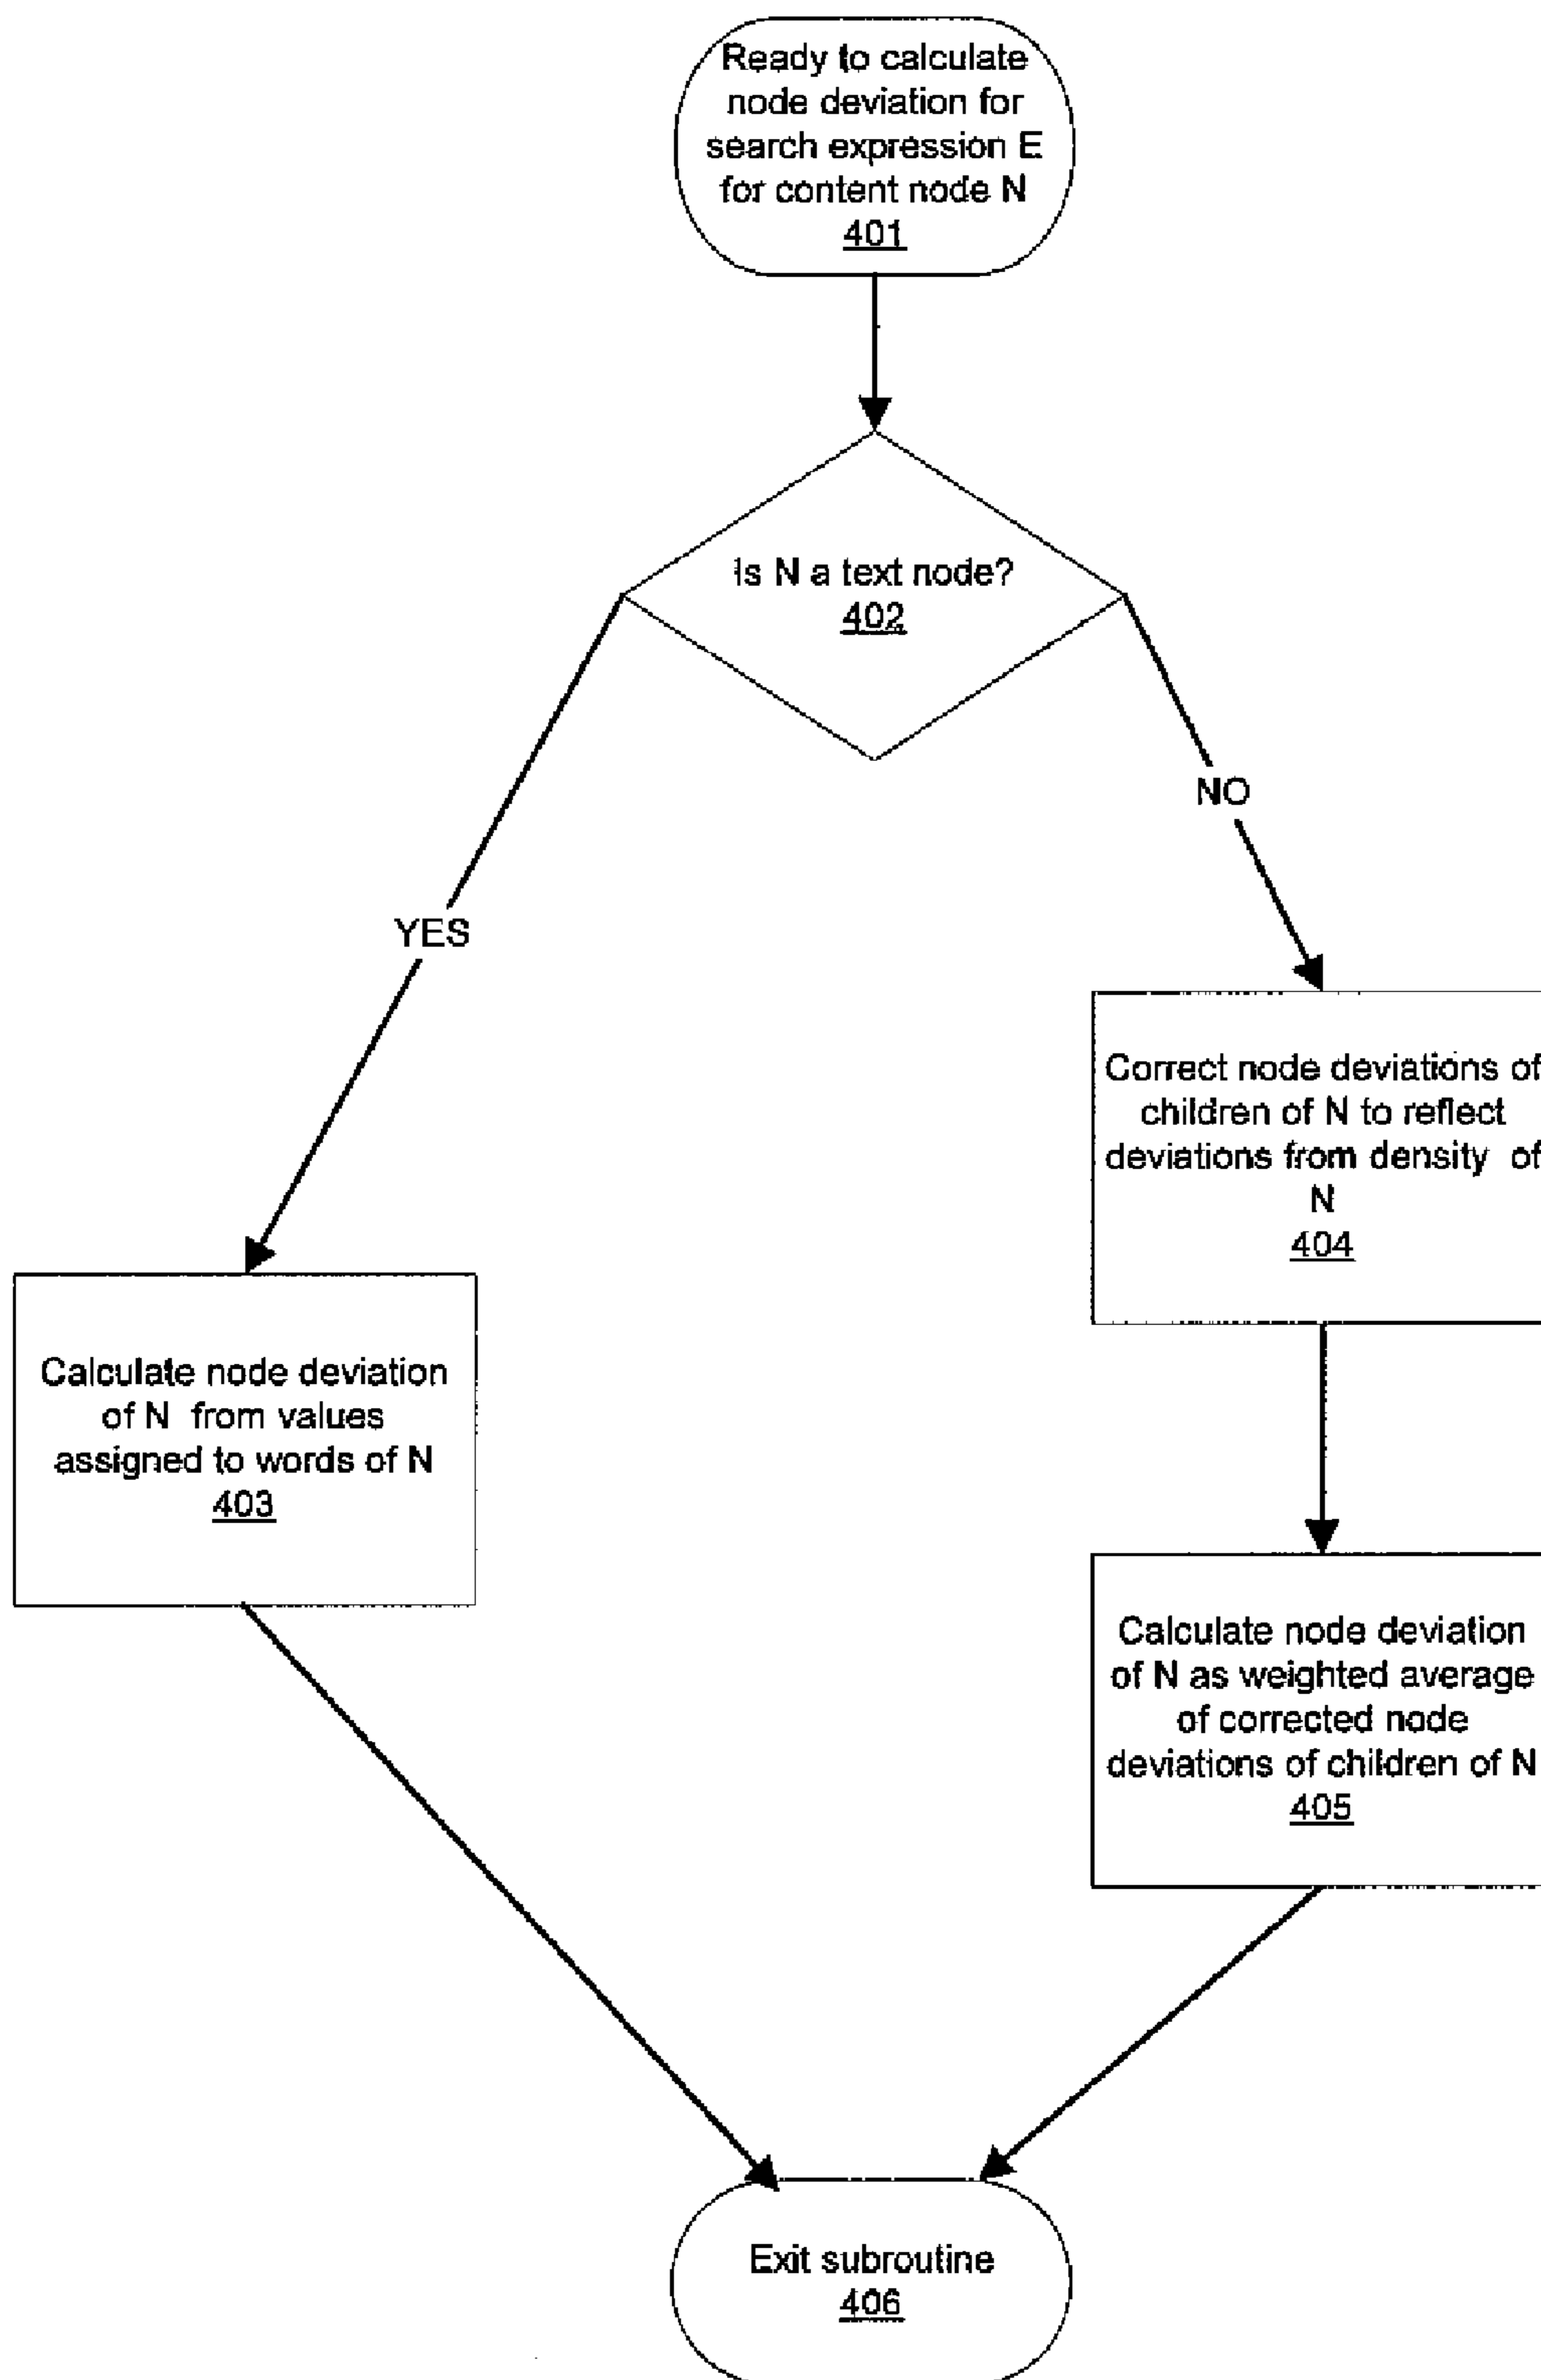 Ready to calculate
node deviation for
search expression E
for content node N
401
Is N a text node?
402
NO
YES
Correct node deviations of
children of N to reflect
deviations from density of
N
404
Calculate node deviation
of N from values
assigned to words of N
403
Calculate node deviation
of N as weighted average
of corrected node
deviations of children of N
405
Exit subroutine
406